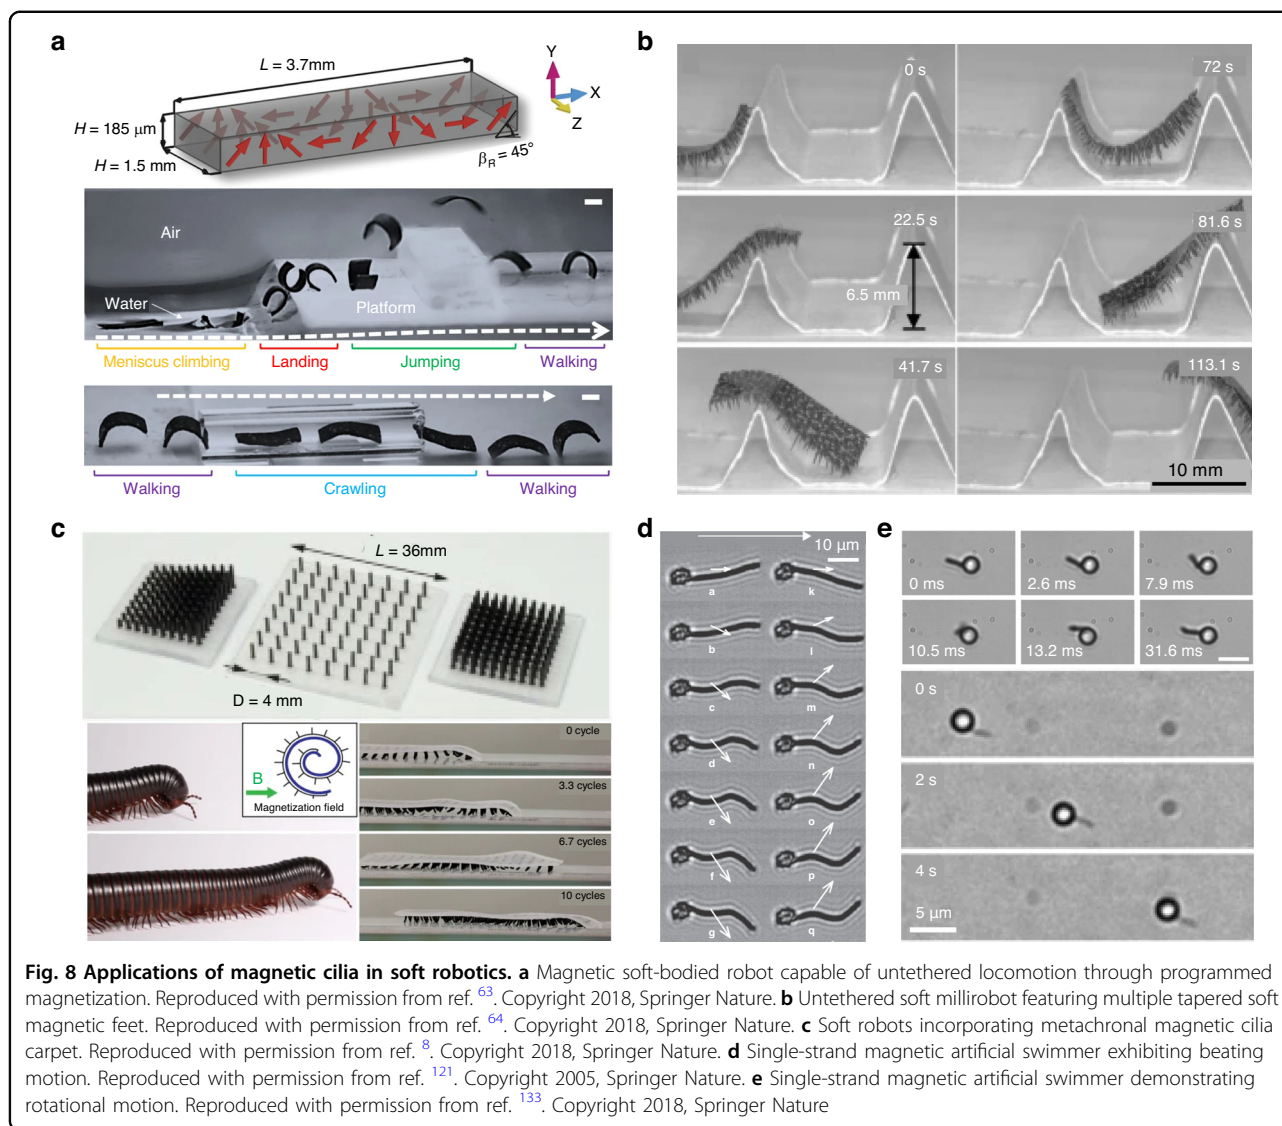 a
L = 3.7mm
H = 185 μm
H = 1.5 mm
β_R = 45°
Y
X
Z
Air
Water
Platform
Meniscus climbing
Landing
Jumping
Walking
Walking
Crawling
Walking
b
0 s
72 s
22.5 s
6.5 mm
81.6 s
41.7 s
113.1 s
10 mm
c
L = 36mm
D = 4 mm
B
Magnetization field
0 cycle
3.3 cycles
6.7 cycles
10 cycles
d
10 μm
a
k
b
l
c
m
d
n
e
o
f
p
g
q
e
0 ms
2.6 ms
7.9 ms
10.5 ms
13.2 ms
31.6 ms
0 s
2 s
4 s
5 μm
Fig. 8 Applications of magnetic cilia in soft robotics. a Magnetic soft-bodied robot capable of untethered locomotion through programmed
magnetization. Reproduced with permission from ref. 63. Copyright 2018, Springer Nature. b Untethered soft millirobot featuring multiple tapered soft
magnetic feet. Reproduced with permission from ref. 64. Copyright 2018, Springer Nature. c Soft robots incorporating metachronal magnetic cilia
carpet. Reproduced with permission from ref. 8. Copyright 2018, Springer Nature. d Single-strand magnetic artificial swimmer exhibiting beating
motion. Reproduced with permission from ref. 121. Copyright 2005, Springer Nature. e Single-strand magnetic artificial swimmer demonstrating
rotational motion. Reproduced with permission from ref. 133. Copyright 2018, Springer Nature